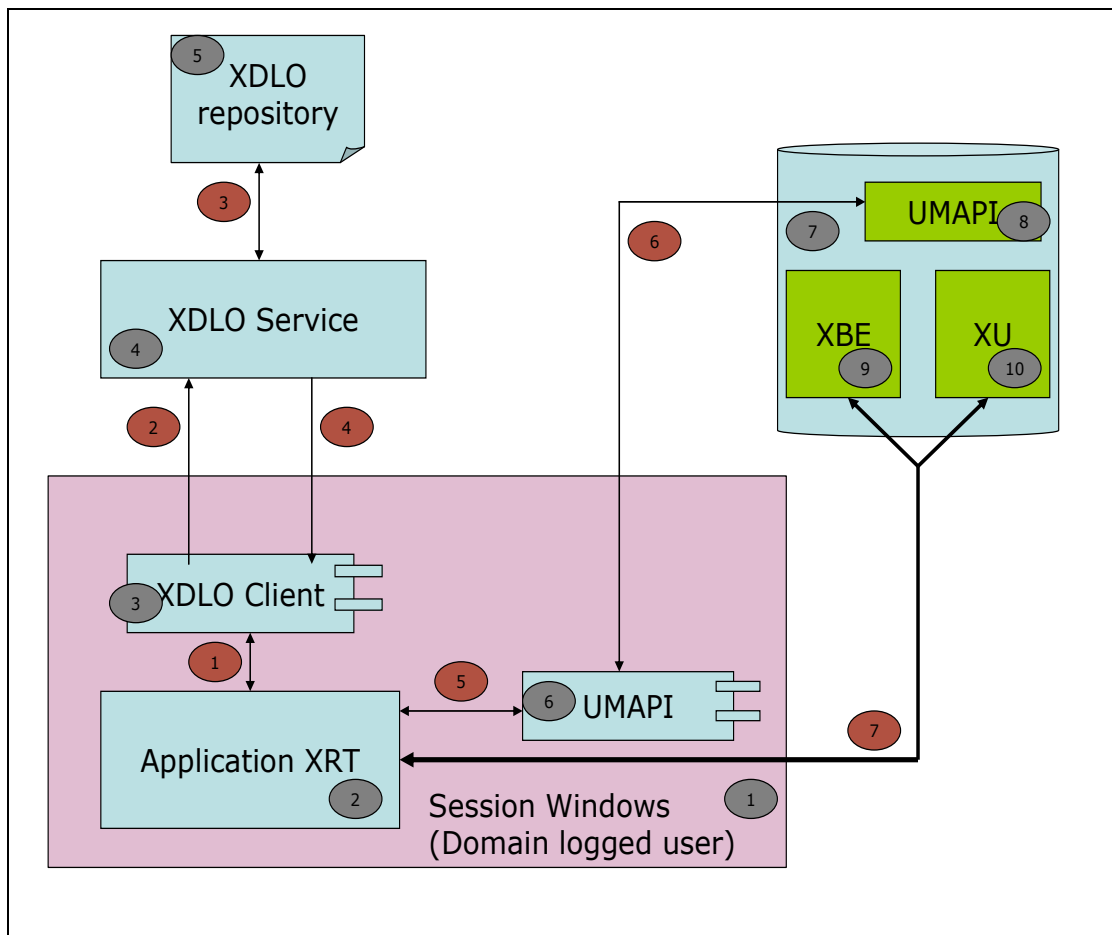 5
XDLO
repository
3
XDLO Service
4
2
4
6
7
UMAPI
8
XBE
9
XU
10
XDLO Client
3
1
5
6
UMAPI
Application XRT
2
7
Session Windows
(Domain logged user)
1